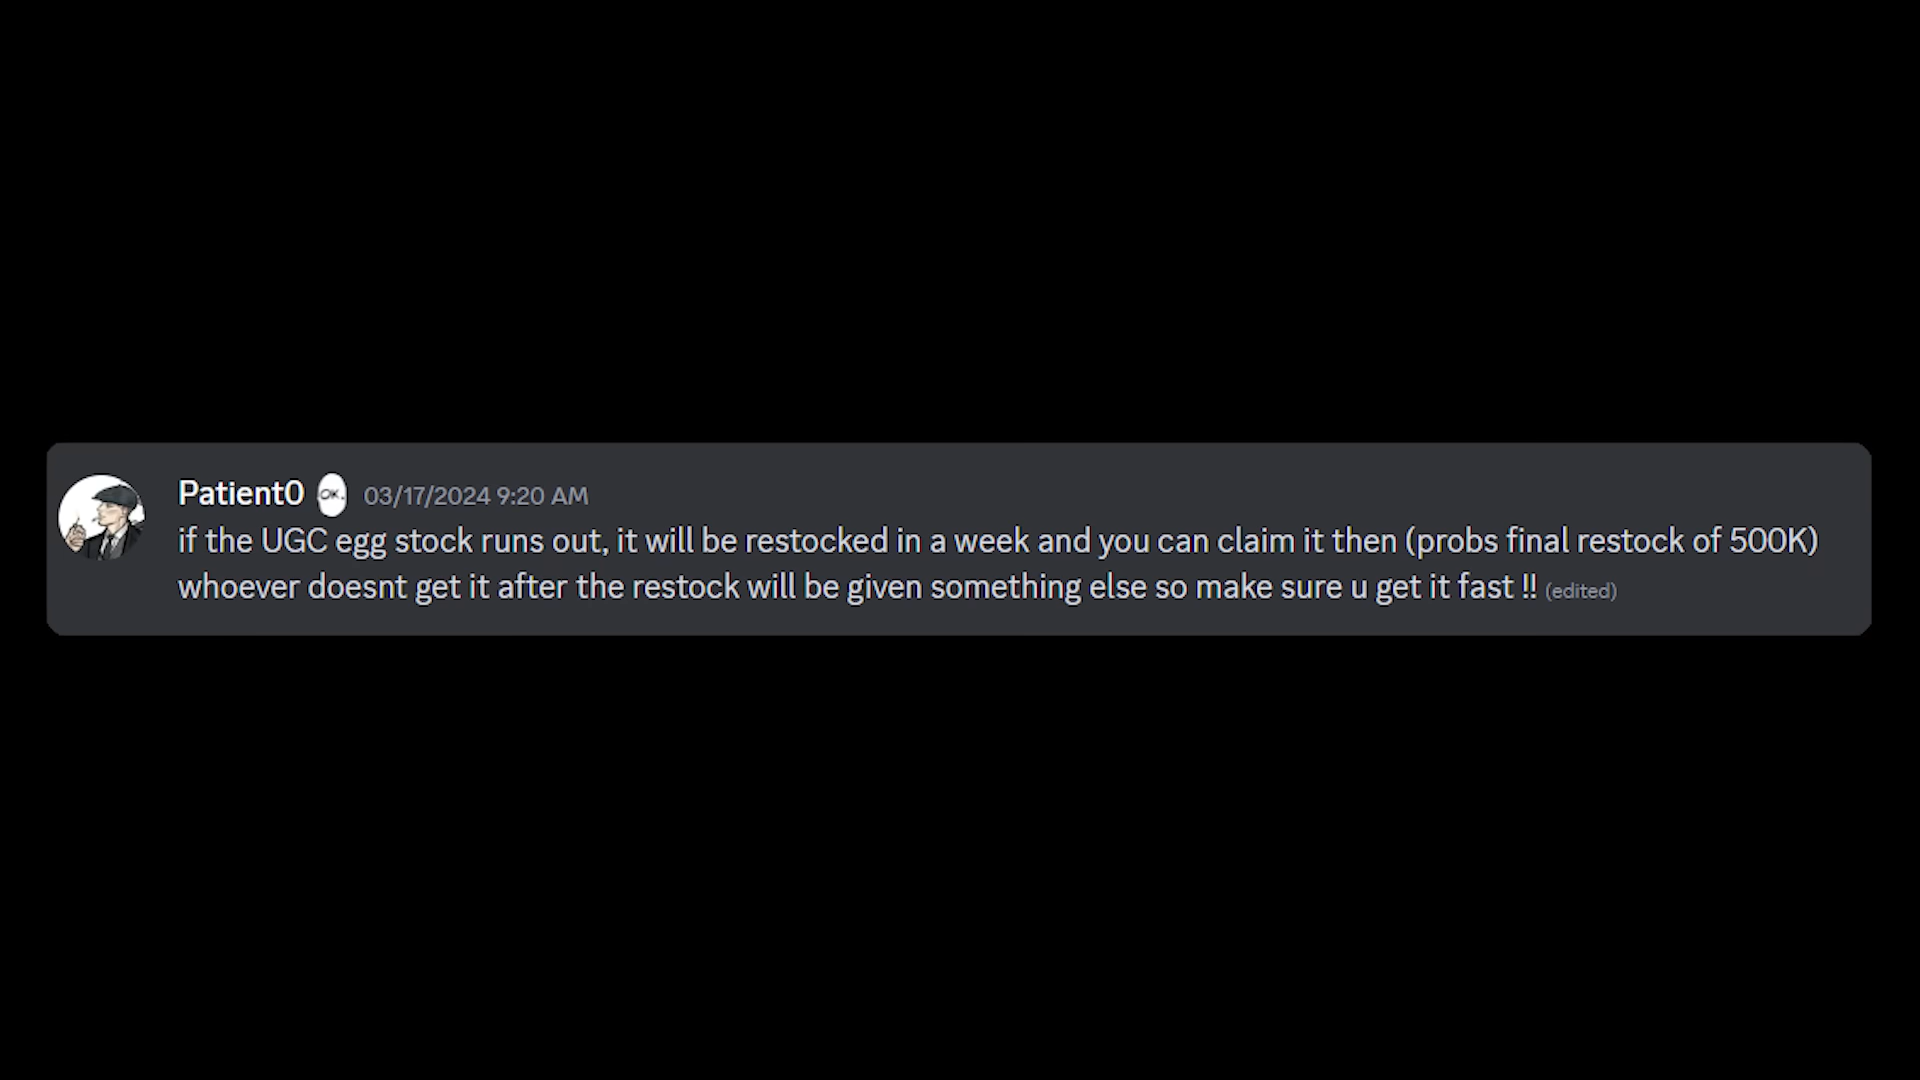 Patient0 OK. 03/17/2024 9:20 AM
if the UGC egg stock runs out, it will be restocked in a week and you can claim it then (probs final restock of 500K)
whoever doesnt get it after the restock will be given something else so make sure u get it fast !! (edited)